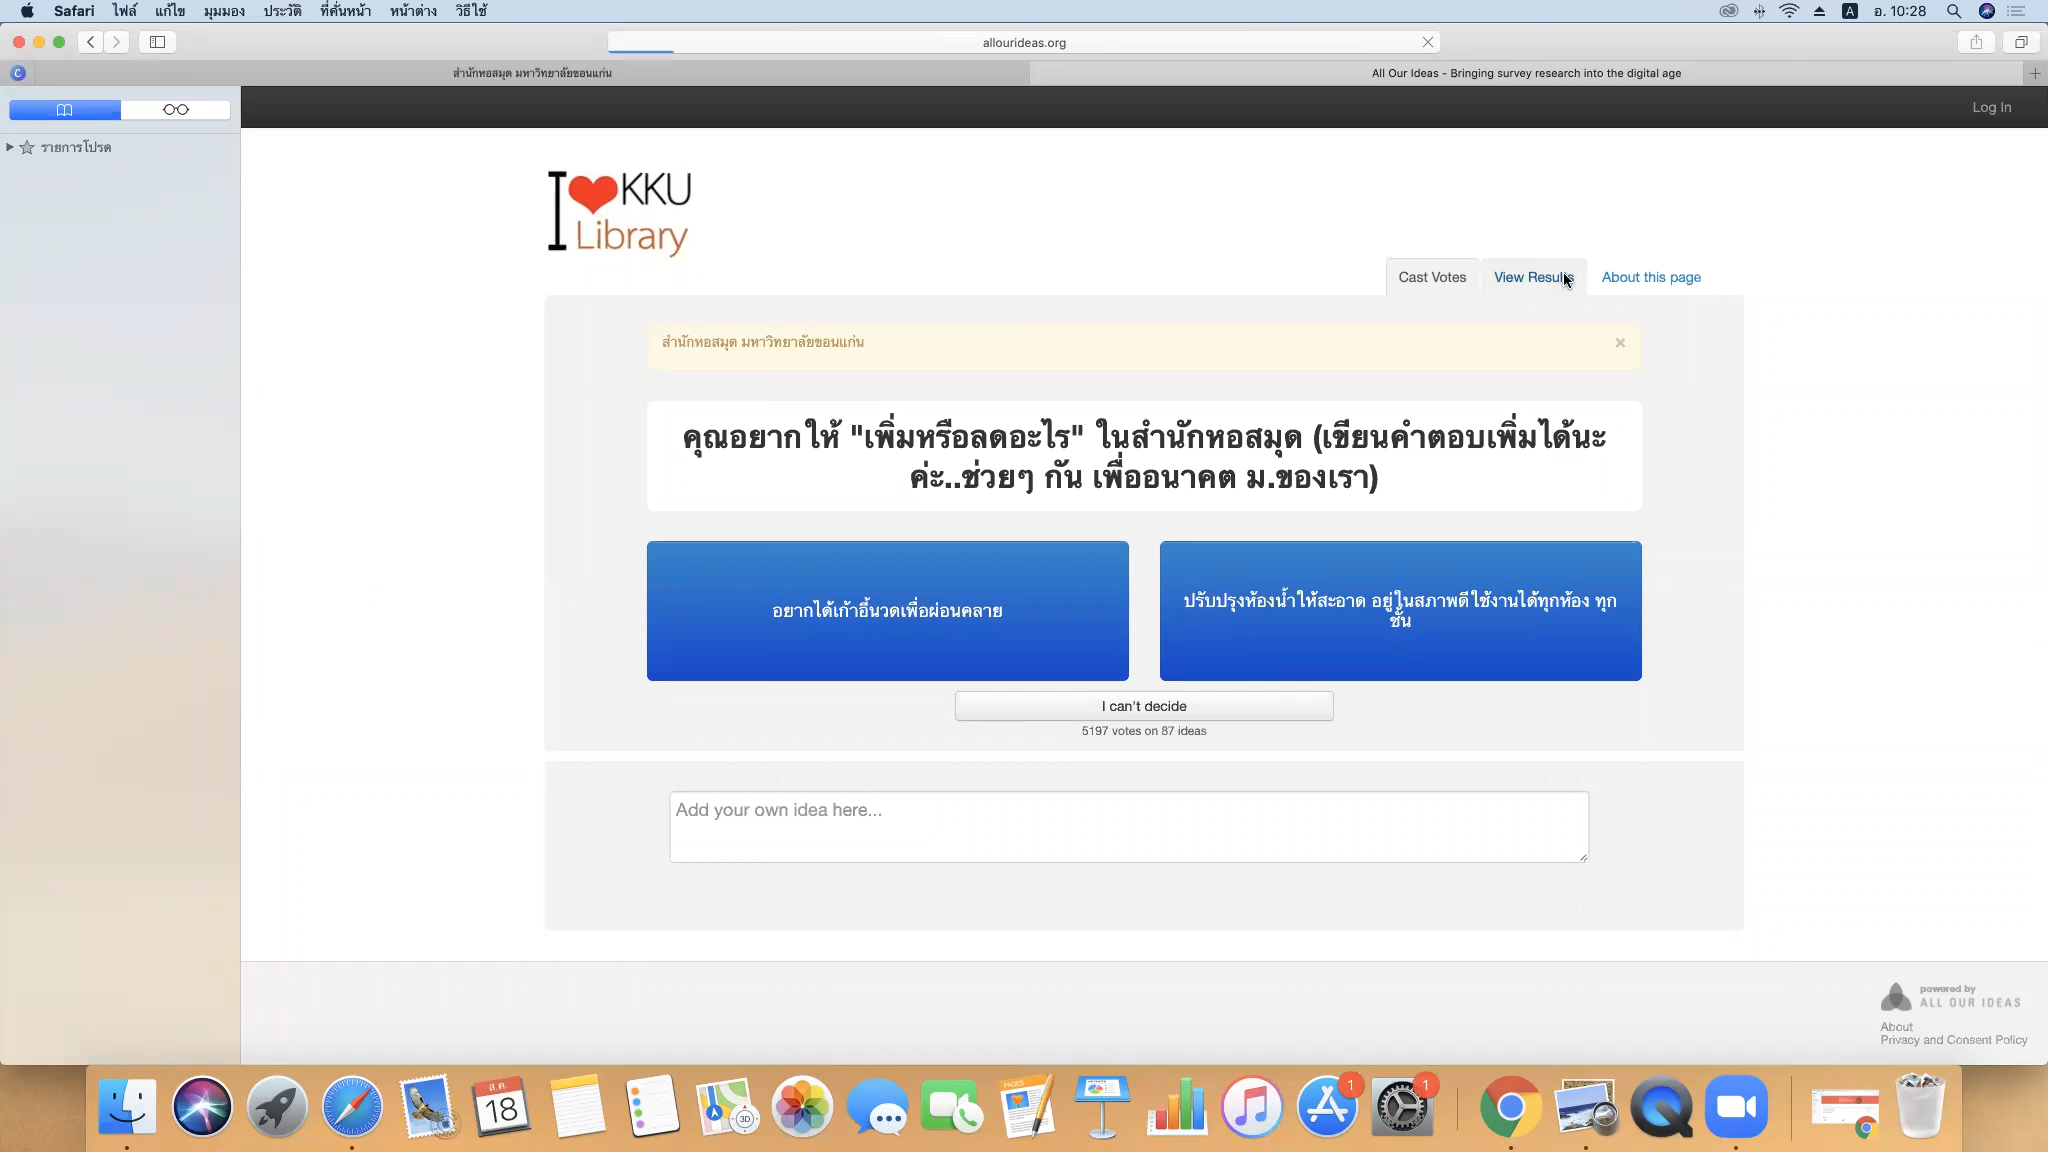 Safari ไฟล์ แก้ไข มุมมอง ประวัติ ที่คั่นหน้า หน้าต่าง วิธีใช้ A อ. 10:28
allourideas.org
C สำนักหอสมุด มหาวิทยาลัยขอนแก่น All Our Ideas - Bringing survey research into the digital age
Log In
รายการโปรด
I KKU
Library
Cast Votes View Results About this page
สำนักหอสมุด มหาวิทยาลัยขอนแก่น ×
คุณอยากให้ "เพิ่มหรือลดอะไร" ในสำนักหอสมุด (เขียนคำตอบเพิ่มได้นะ
ค่ะ..ช่วยๆ กัน เพื่ออนาคต ม.ของเรา)
อยากได้เก้าอี้นวดเพื่อผ่อนคลาย
ปรับปรุงห้องน้ำให้สะอาด อยู่ในสภาพดีใช้งานได้ทุกห้อง ทุก
ชั้น
I can't decide
5197 votes on 87 ideas
Add your own idea here...
powered by
ALL OUR IDEAS
About
Privacy and Consent Policy
ส.ค.
18
3D
PAGES
1
1